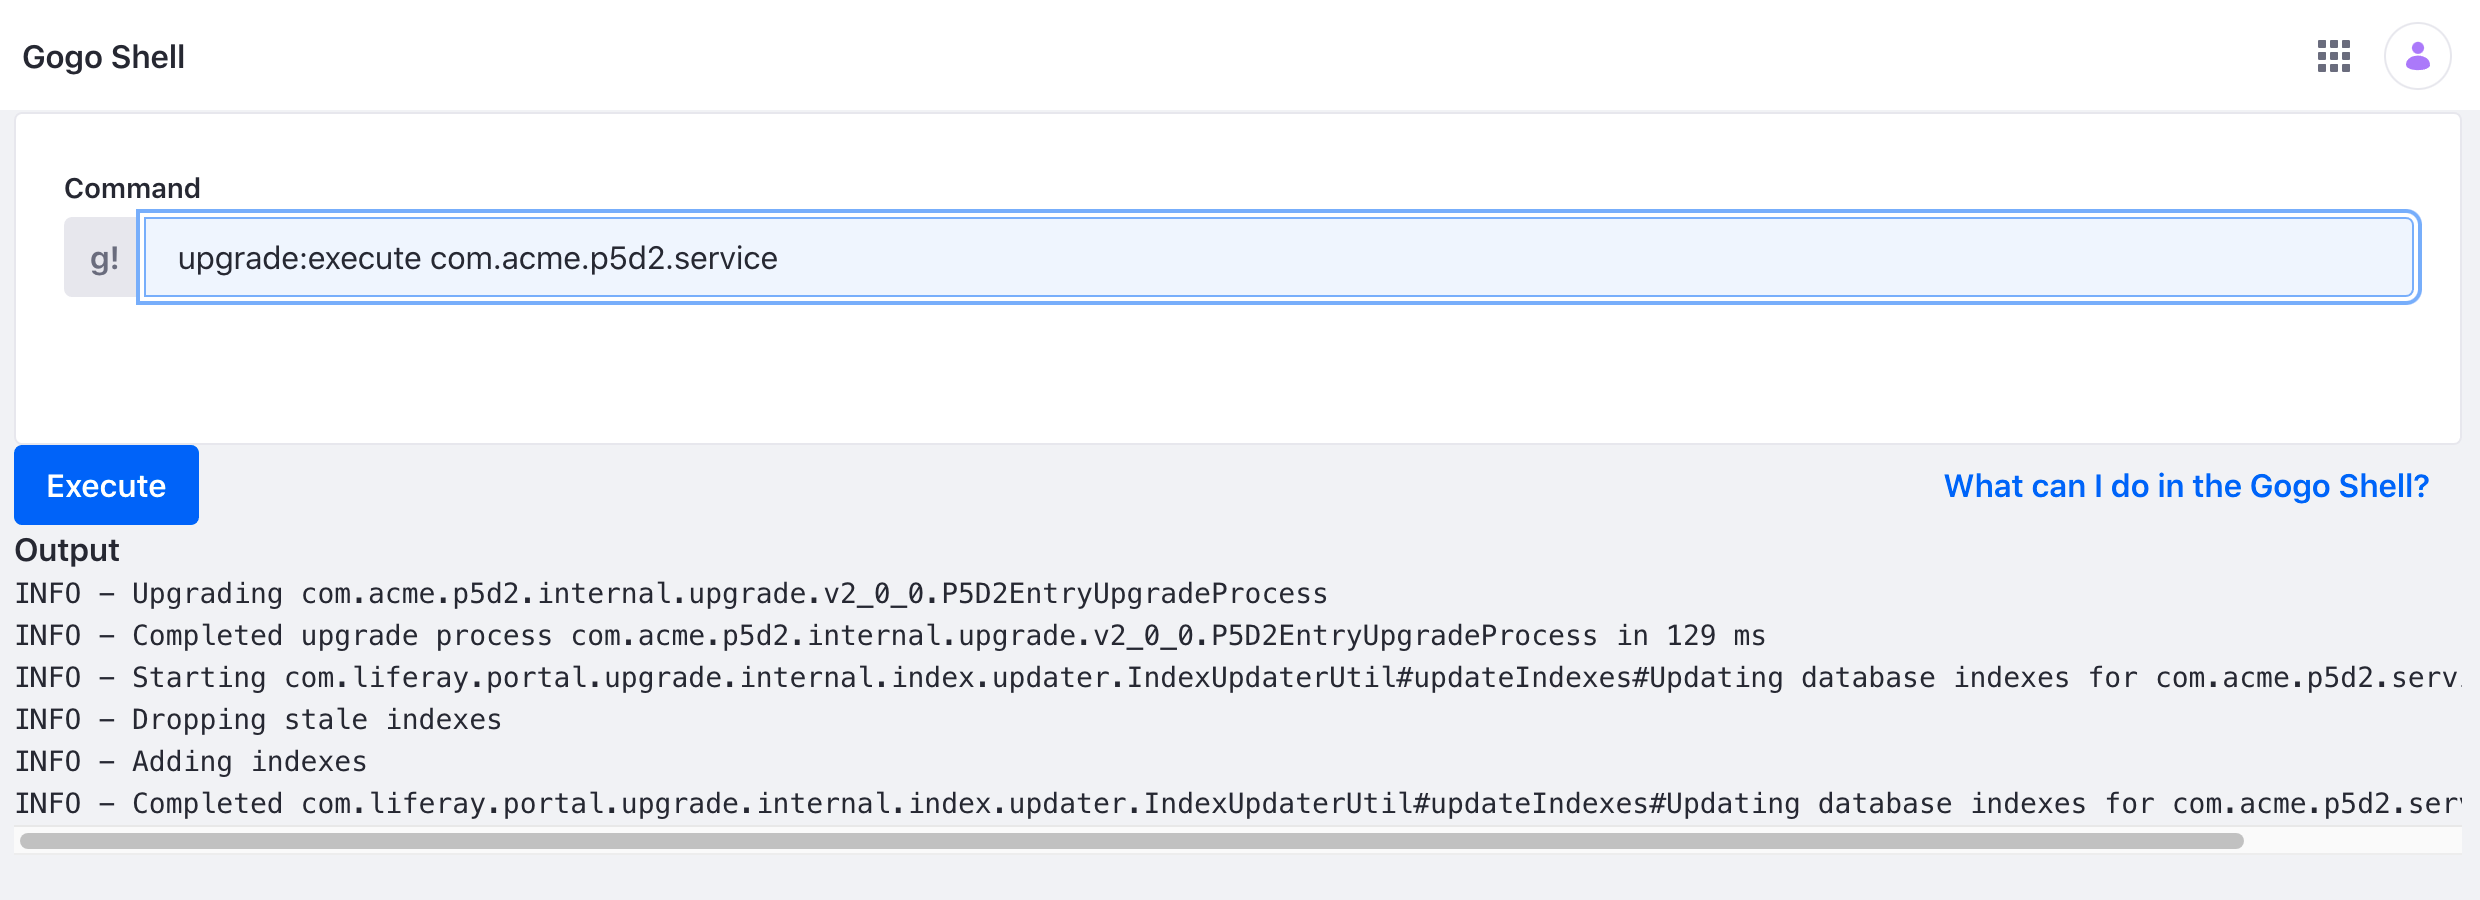 Gogo Shell
Command
g! upgrade:execute com.acme.p5d2.service
Execute
What can I do in the Gogo Shell?
Output
INFO – Upgrading com.acme.p5d2.internal.upgrade.v2_0_0.P5D2EntryUpgradeProcess
INFO – Completed upgrade process com.acme.p5d2.internal.upgrade.v2_0_0.P5D2EntryUpgradeProcess in 129 ms
INFO – Starting com.liferay.portal.upgrade.internal.index.updater.IndexUpdaterUtil#updateIndexes#Updating database indexes for com.acme.p5d2.serv
INFO – Dropping stale indexes
INFO – Adding indexes
INFO – Completed com.liferay.portal.upgrade.internal.index.updater.IndexUpdaterUtil#updateIndexes#Updating database indexes for com.acme.p5d2.ser